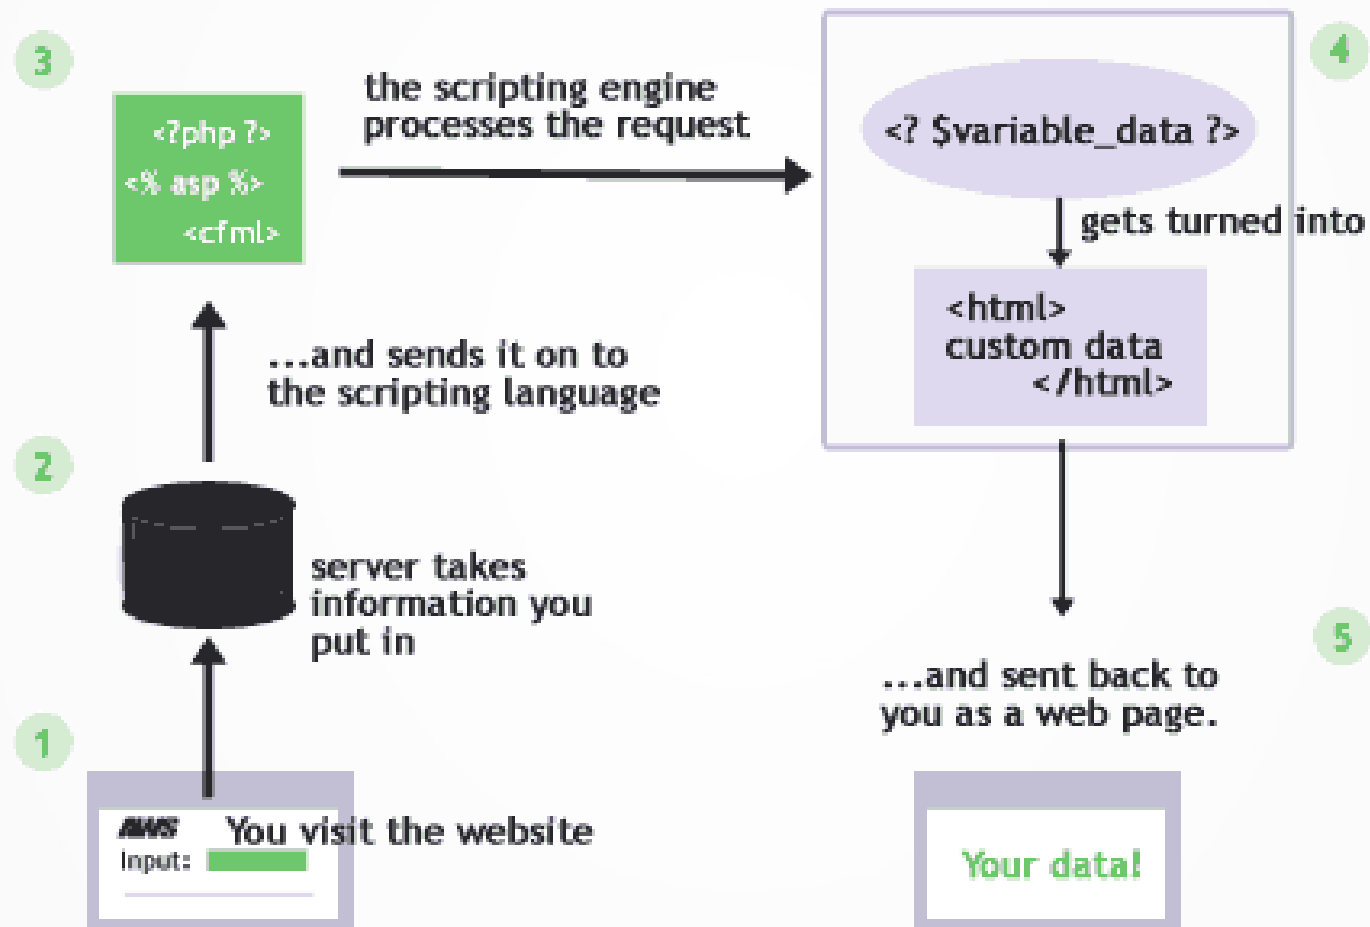 3
<?php ?>
<% asp %>
<cfml>
the scripting engine
processes the request
4
<? $variable_data ?>
gets turned into
<html>
custom data
</html>
...and sends it on to
the scripting language
2
server takes
information you
put in
1
AWS
You visit the website
Input:
5
...and sent back to
you as a web page.
Your data!